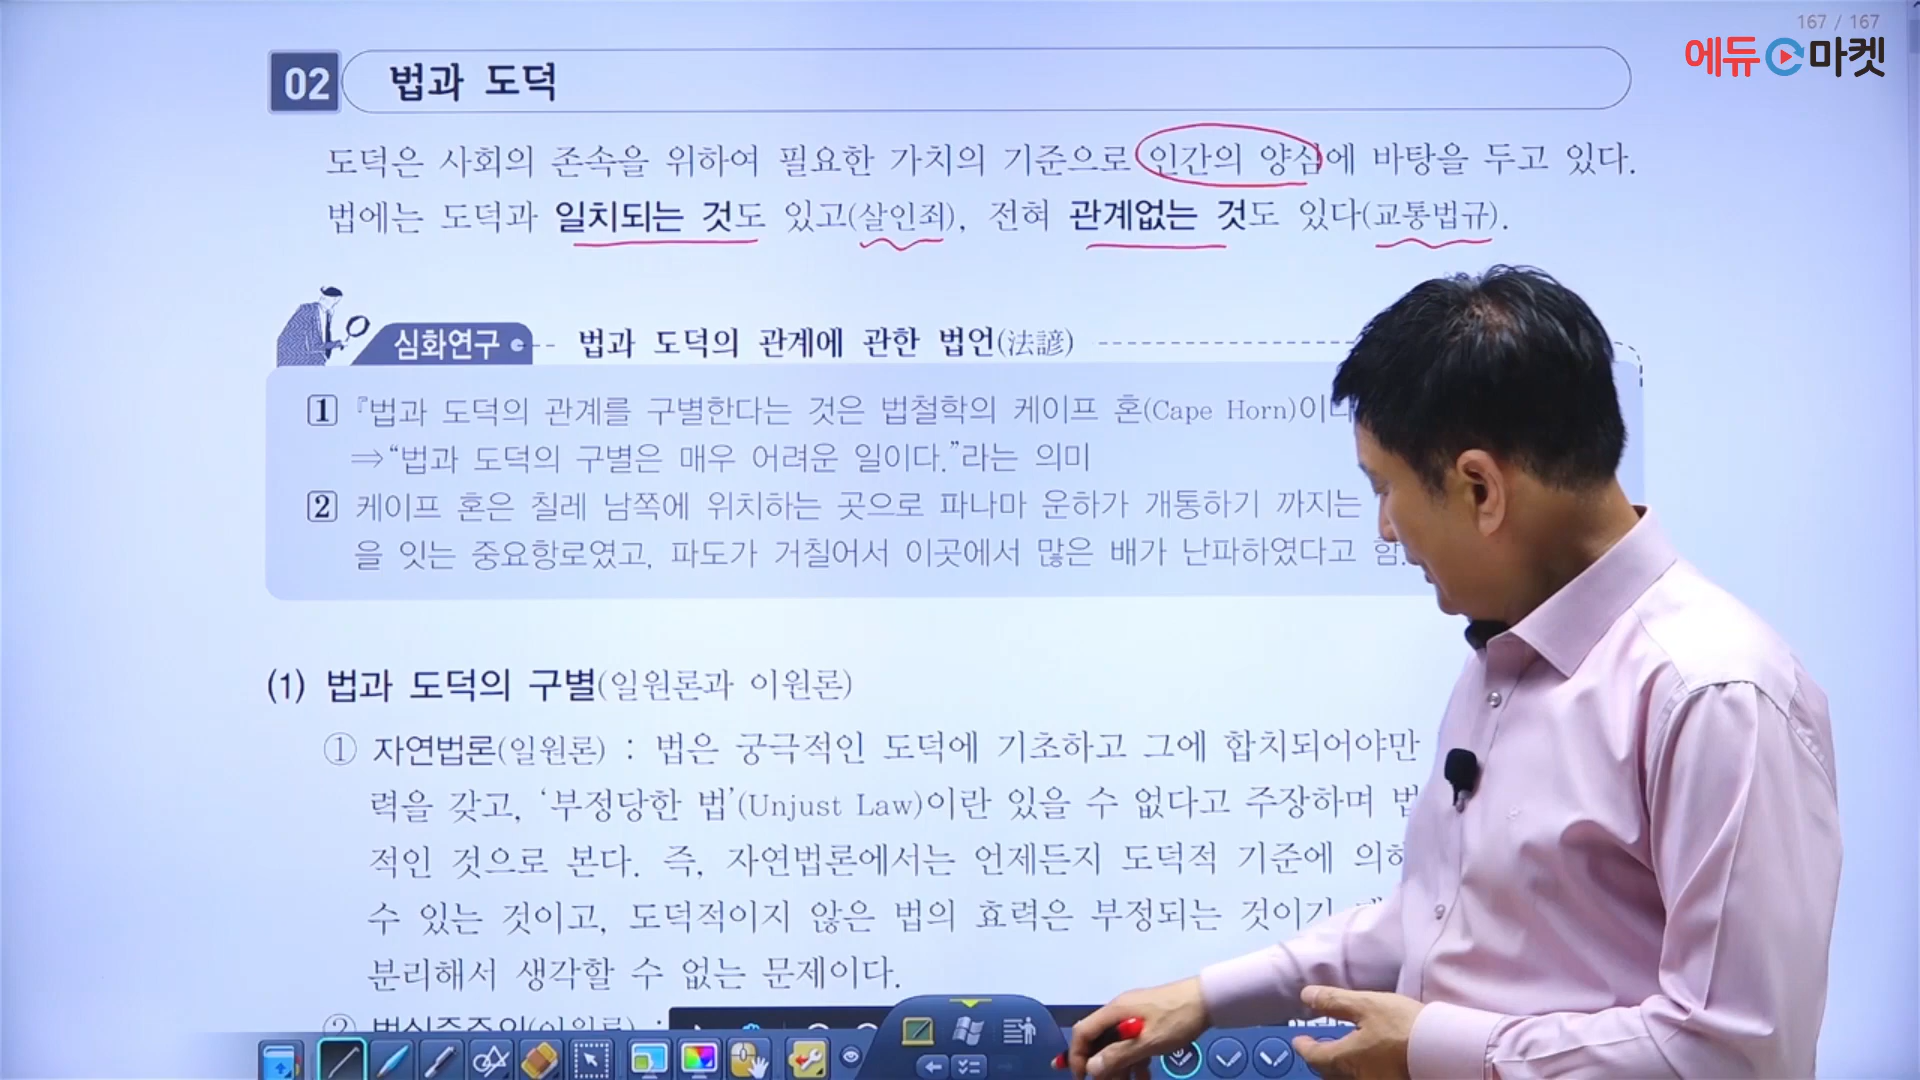 167 / 167
에듀마켓
02 법과 도덕
도덕은 사회의 존속을 위하여 필요한 가치의 기준으로 인간의 양심에 바탕을 두고 있다.
법에는 도덕과 일치되는 것도 있고(살인죄), 전혀 관계없는 것도 있다(교통법규).
심화연구 법과 도덕의 관계에 관한 법언(法諺)
1 『법과 도덕의 관계를 구별한다는 것은 법철학의 케이프 혼(Cape Horn)이다
⇒“법과 도덕의 구별은 매우 어려운 일이다.”라는 의미
2 케이프 혼은 칠레 남쪽에 위치하는 곳으로 파나마 운하가 개통하기 까지는
을 잇는 중요항로였고, 파도가 거칠어서 이곳에서 많은 배가 난파하였다고 함.
(1) 법과 도덕의 구별(일원론과 이원론)
① 자연법론(일원론) : 법은 궁극적인 도덕에 기초하고 그에 합치되어야만
력을 갖고, ‘부정당한 법’(Unjust Law)이란 있을 수 없다고 주장하며 법
적인 것으로 본다. 즉, 자연법론에서는 언제든지 도덕적 기준에 의해
수 있는 것이고, 도덕적이지 않은 법의 효력은 부정되는 것이기
분리해서 생각할 수 없는 문제이다.
② 법실증주의(이원론) :